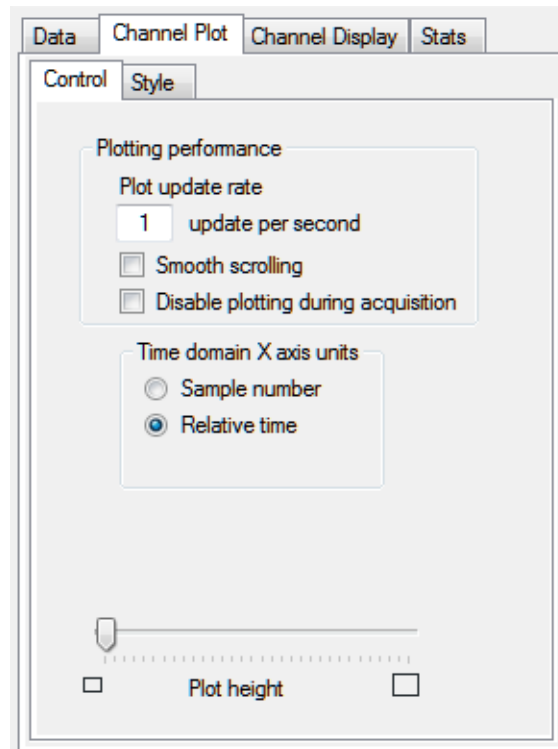 Data Channel Plot Channel Display Stats
Control Style
Plotting performance
Plot update rate
1 update per second
Smooth scrolling
Disable plotting during acquisition
Time domain X axis units
Sample number
Relative time
Plot height